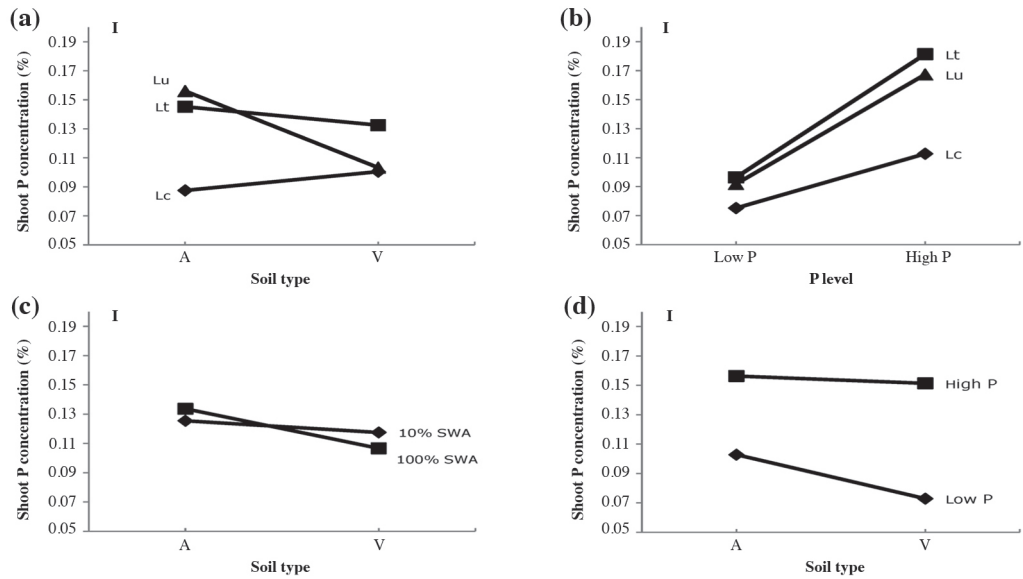 (a)
I
Shoot P concentration (%)
0.19
0.17
0.15
0.13
0.11
0.09
0.07
0.05
Lu
Lt
Lc
A
V
Soil type
(b)
I
Shoot P concentration (%)
0.19
0.17
0.15
0.13
0.11
0.09
0.07
0.05
Lt
Lu
Lc
Low P
High P
P level
(c)
I
Shoot P concentration (%)
0.19
0.17
0.15
0.13
0.11
0.09
0.07
0.05
10% SWA
100% SWA
A
V
Soil type
(d)
I
Shoot P concentration (%)
0.19
0.17
0.15
0.13
0.11
0.09
0.07
0.05
High P
Low P
A
V
Soil type